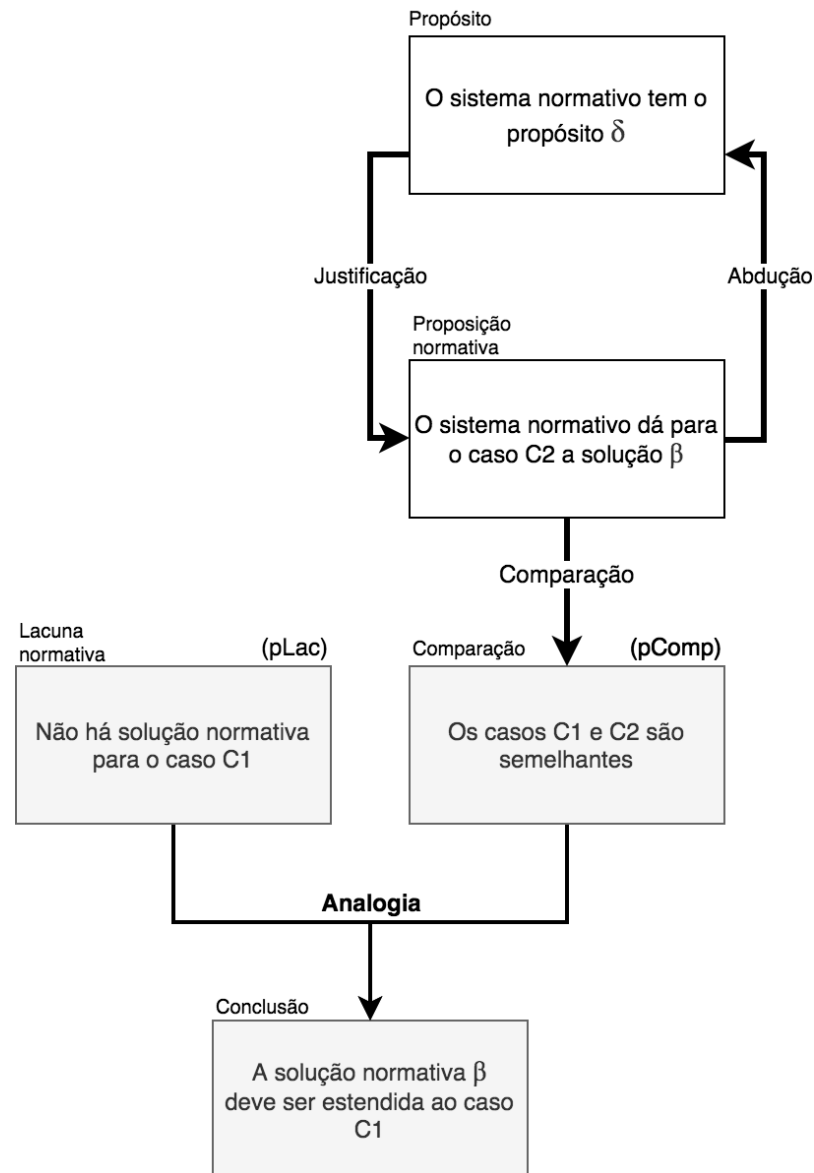 Propósito
O sistema normativo tem o
propósito δ
Justificação
Abdução
Proposição
normativa
O sistema normativo dá para
o caso C2 a solução β
Comparação
Lacuna
normativa
(pLac)
Comparação
(pComp)
Não há solução normativa
para o caso C1
Os casos C1 e C2 são
semelhantes
Analogia
Conclusão
A solução normativa β
deve ser estendida ao caso
C1